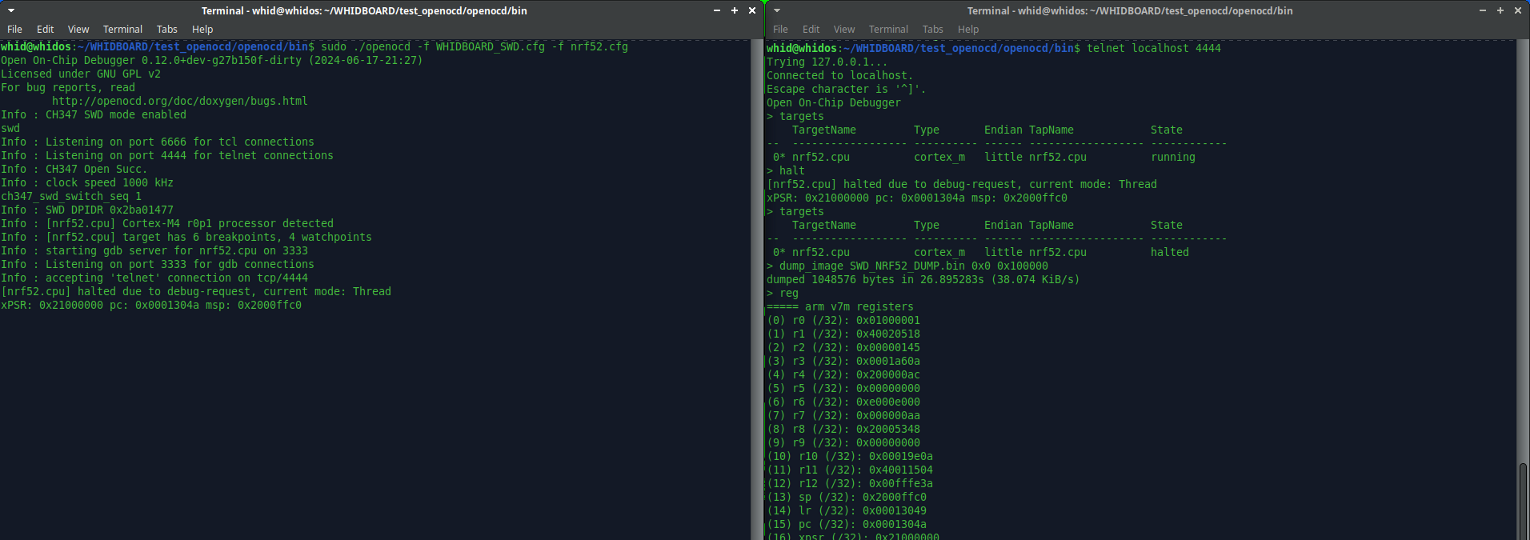 Terminal - whid@whidos: ~/WHIDBOARD/test_openocd/openocd/bin
File Edit View Terminal Tabs Help
whid@whidos:~/WHIDBOARD/test_openocd/openocd/bin$ sudo ./openocd -f WHIDBOARD_SWD.cfg -f nrf52.cfg
Open On-Chip Debugger 0.12.0+dev-g27b150f-dirty (2024-06-17-21:27)
Licensed under GNU GPL v2
For bug reports, read
http://openocd.org/doc/doxygen/bugs.html
Info : CH347 SWD mode enabled
swd
Info : Listening on port 6666 for tcl connections
Info : Listening on port 4444 for telnet connections
Info : CH347 Open Succ.
Info : clock speed 1000 kHz
ch347_swd_switch_seq 1
Info : SWD DPIDR 0x2ba01477
Info : [nrf52.cpu] Cortex-M4 r0p1 processor detected
Info : [nrf52.cpu] target has 6 breakpoints, 4 watchpoints
Info : starting gdb server for nrf52.cpu on 3333
Info : Listening on port 3333 for gdb connections
Info : accepting 'telnet' connection on tcp/4444
[nrf52.cpu] halted due to debug-request, current mode: Thread
xPSR: 0x21000000 pc: 0x0001304a msp: 0x2000ffc0
Terminal - whid@whidos: ~/WHIDBOARD/test_openocd/openocd/bin
File Edit View Terminal Tabs Help
whid@whidos:~/WHIDBOARD/test_openocd/openocd/bin$ telnet localhost 4444
Trying 127.0.0.1...
Connected to localhost.
Escape character is '^]'.
Open On-Chip Debugger
> targets
TargetName Type Endian TapName State
-- ------------------ ---------- ------ ------------------ ------------
0* nrf52.cpu cortex_m little nrf52.cpu running
> halt
[nrf52.cpu] halted due to debug-request, current mode: Thread
xPSR: 0x21000000 pc: 0x0001304a msp: 0x2000ffc0
> targets
TargetName Type Endian TapName State
-- ------------------ ---------- ------ ------------------ ------------
0* nrf52.cpu cortex_m little nrf52.cpu halted
> dump_image SWD_NRF52_DUMP.bin 0x0 0x100000
dumped 1048576 bytes in 26.895283s (38.074 KiB/s)
> reg
===== arm v7m registers
(0) r0 (/32): 0x01000001
(1) r1 (/32): 0x40020518
(2) r2 (/32): 0x00000145
(3) r3 (/32): 0x0001a60a
(4) r4 (/32): 0x200000ac
(5) r5 (/32): 0x00000000
(6) r6 (/32): 0xe000e000
(7) r7 (/32): 0x000000aa
(8) r8 (/32): 0x20005348
(9) r9 (/32): 0x00000000
(10) r10 (/32): 0x00019e0a
(11) r11 (/32): 0x40011504
(12) r12 (/32): 0x00fffe3a
(13) sp (/32): 0x2000ffc0
(14) lr (/32): 0x00013049
(15) pc (/32): 0x0001304a
(16) xpsr (/32): 0x21000000